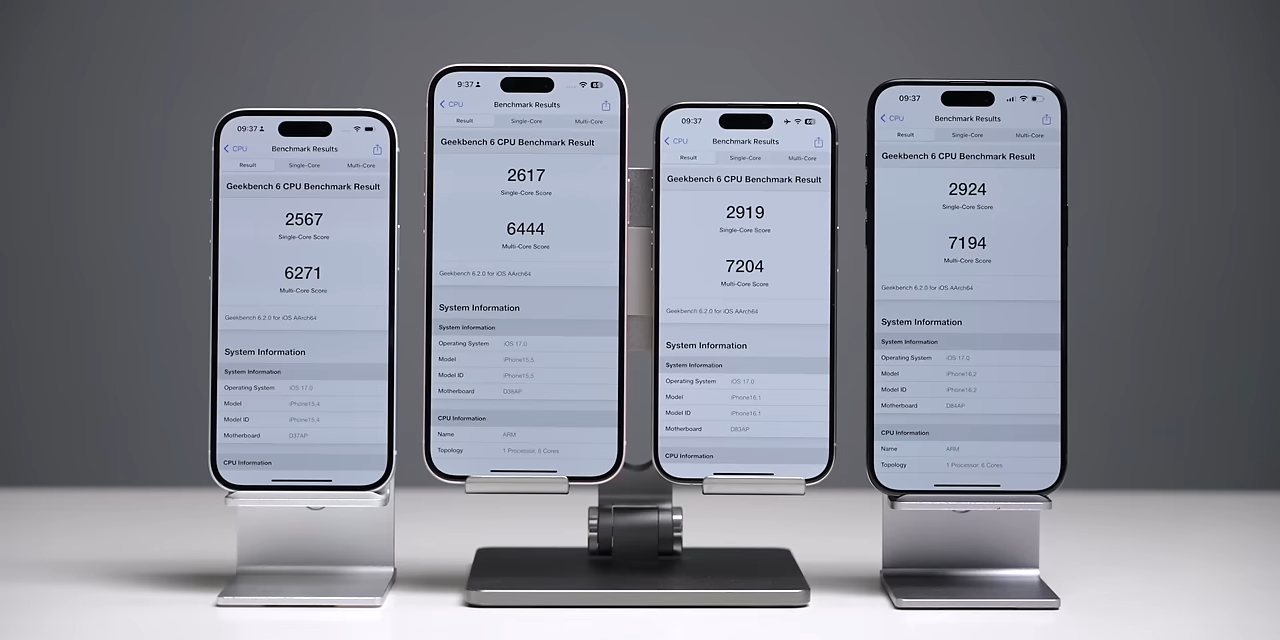 09:37
CPU
Benchmark Results
Result Single-Core Multi-Core
Geekbench 6 CPU Benchmark Result
2567
Single-Core Score
6271
Multi-Core Score
Geekbench 6.2.0 for iOS AArch64
System Information
System Information
Operating System iOS 17.0
Model iPhone15,4
Model ID iPhone15,4
Motherboard D37AP
CPU Information
9:37
CPU
Benchmark Results
Result Single-Core Multi-Core
Geekbench 6 CPU Benchmark Result
2617
Single-Core Score
6444
Multi-Core Score
Geekbench 6.2.0 for iOS AArch64
System Information
System Information
Operating System iOS 17.0
Model iPhone15,5
Model ID iPhone15,5
Motherboard D38AP
CPU Information
Name ARM
Topology 1 Processor, 6 Cores
09:37
CPU
Benchmark Results
Result Single-Core Multi-Core
Geekbench 6 CPU Benchmark Result
2919
Single-Core Score
7204
Multi-Core Score
Geekbench 6.2.0 for iOS AArch64
System Information
System Information
Operating System iOS 17.0
Model iPhone16,1
Model ID iPhone16,1
Motherboard D83AP
CPU Information
09:37
CPU
Benchmark Results
Result Single-Core Multi-Core
Geekbench 6 CPU Benchmark Result
2924
Single-Core Score
7194
Multi-Core Score
Geekbench 6.2.0 for iOS AArch64
System Information
System Information
Operating System iOS 17.0
Model iPhone16,2
Model ID iPhone16,2
Motherboard D84AP
CPU Information
Name ARM
Topology 1 Processor, 6 Cores